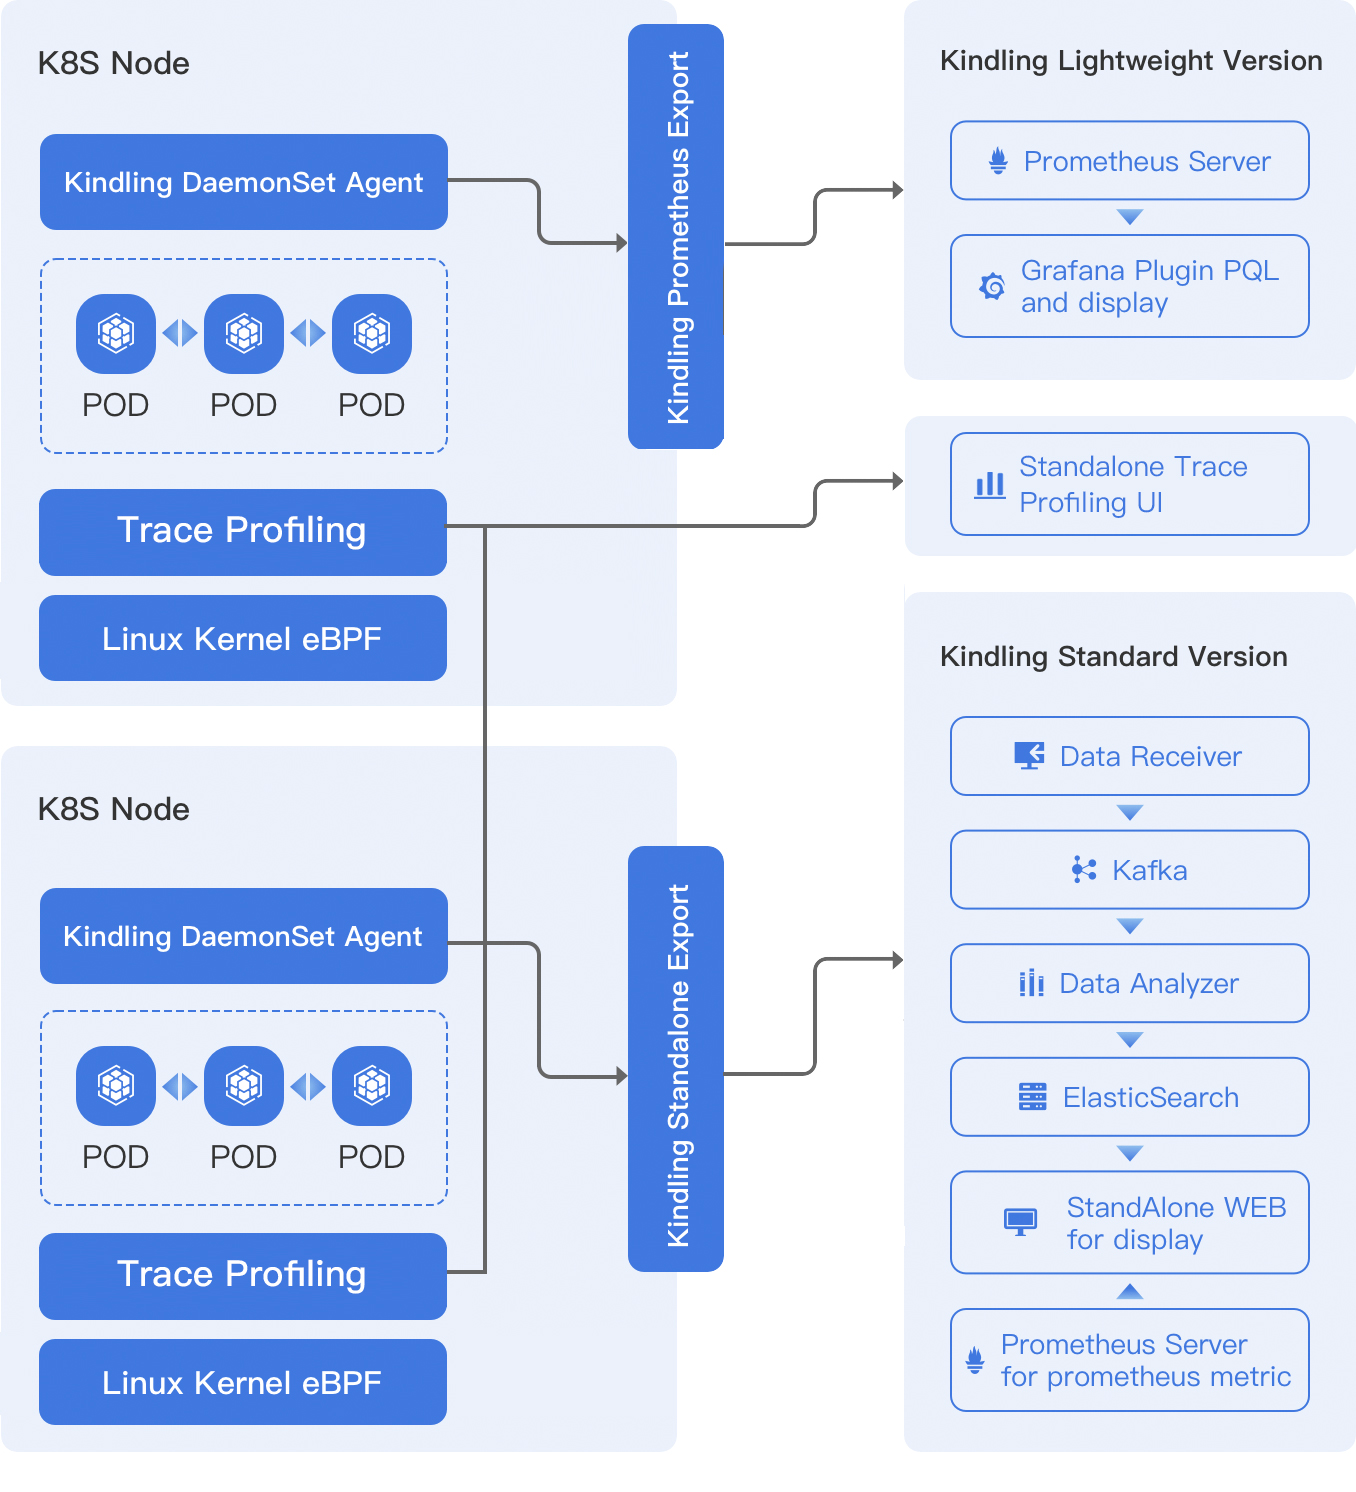 K8S Node
Kindling DaemonSet Agent
POD
POD
POD
Trace Profiling
Linux Kernel eBPF
Kindling Prometheus Export
Kindling Lightweight Version
Prometheus Server
Grafana Plugin PQL
and display
Standalone Trace
Profiling UI
K8S Node
Kindling DaemonSet Agent
POD
POD
POD
Trace Profiling
Linux Kernel eBPF
Kindling Standalone Export
Kindling Standard Version
Data Receiver
Kafka
Data Analyzer
ElasticSearch
StandAlone WEB
for display
Prometheus Server
for prometheus metric